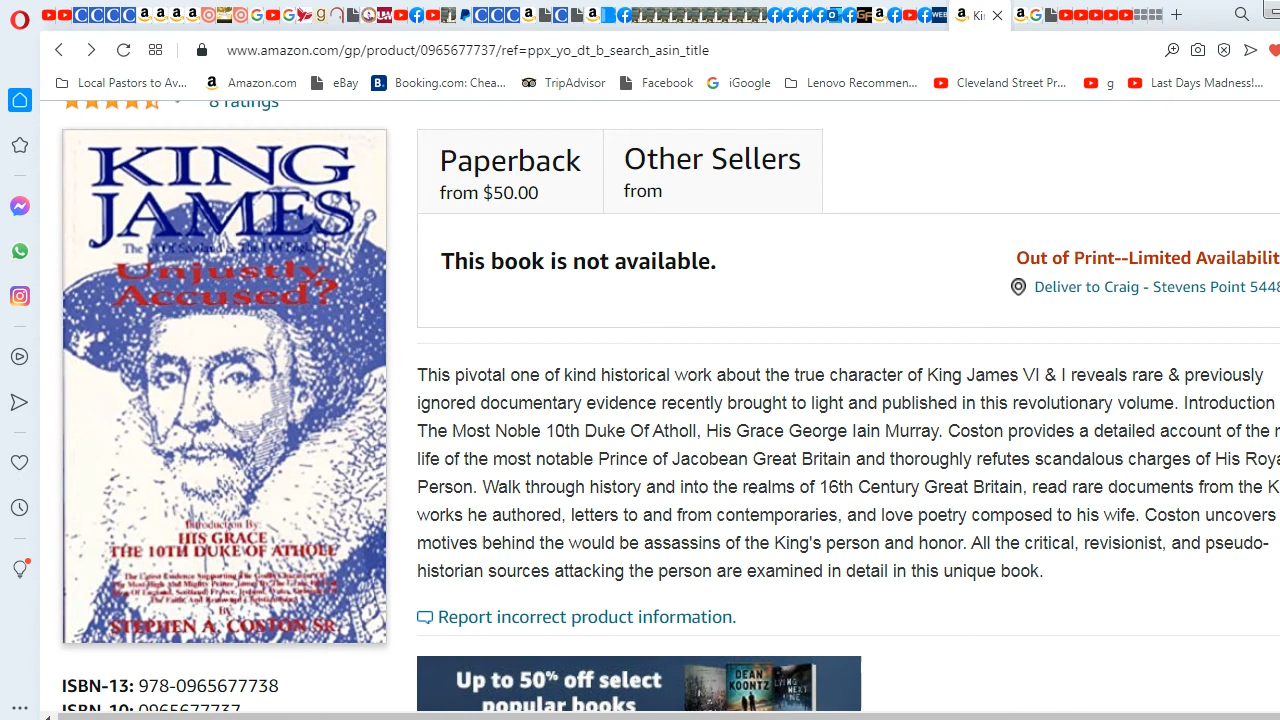 www.amazon.com/gp/product/0965677737/ref=ppx_yo_dt_b_search_asin_title
Local Pastors to Av... Amazon.com eBay Booking.com: Chea... TripAdvisor Facebook iGoogle Lenovo Recommen... Cleveland Street Pr... g Last Days Madness!...
8 ratings
KING
JAMES
The VI Of Scotland & The I Of England
Unjustly
Accused?
Introduction By:
HIS GRACE
THE 10TH DUKE OF ATHOLL
By
STEPHEN A. COSTON SR.
Paperback
from $50.00
Other Sellers
from
This book is not available.
Out of Print--Limited Availabilit
Deliver to Craig - Stevens Point 5448
This pivotal one of kind historical work about the true character of King James VI & I reveals rare & previously
ignored documentary evidence recently brought to light and published in this revolutionary volume. Introduction
The Most Noble 10th Duke Of Atholl, His Grace George Iain Murray. Coston provides a detailed account of the r
life of the most notable Prince of Jacobean Great Britain and thoroughly refutes scandalous charges of His Roya
Person. Walk through history and into the realms of 16th Century Great Britain, read rare documents from the K
works he authored, letters to and from contemporaries, and love poetry composed to his wife. Coston uncovers
motives behind the would be assassins of the King's person and honor. All the critical, revisionist, and pseudo-
historian sources attacking the person are examined in detail in this unique book.
Report incorrect product information.
Up to 50% off select
popular books
DEAN
KOONTZ
ISBN-13: 978-0965677738
ISBN-10: 0965677737